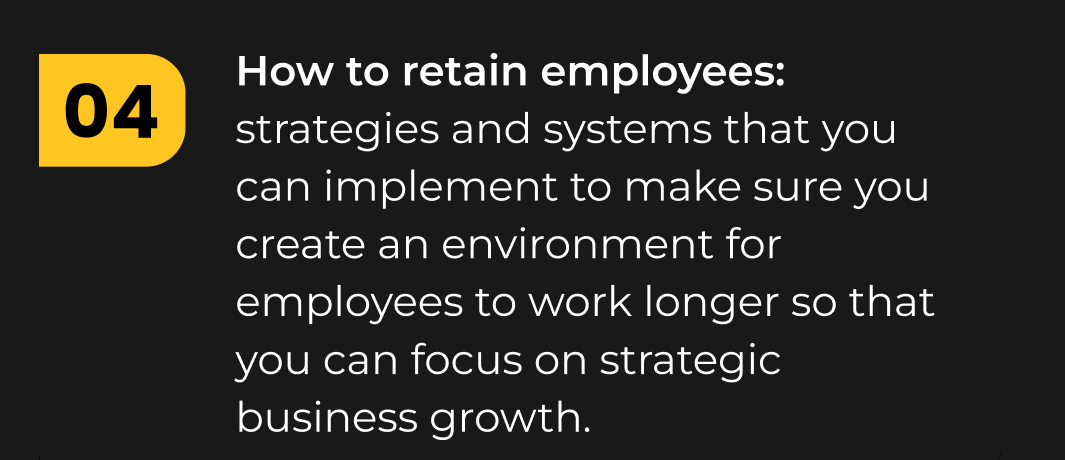 04
How to retain employees:
strategies and systems that you
can implement to make sure you
create an environment for
employees to work longer so that
you can focus on strategic
business growth.